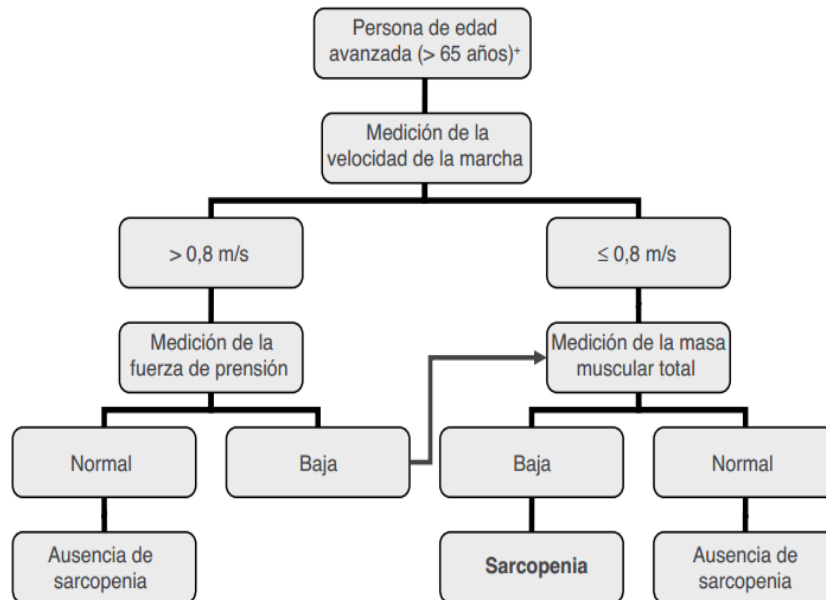 Persona de edad
avanzada (> 65 años)⁺
Medición de la
velocidad de la marcha
> 0,8 m/s
≤ 0,8 m/s
Medición de la
fuerza de prensión
Medición de la masa
muscular total
Normal
Baja
Baja
Normal
Ausencia de
sarcopenia
Sarcopenia
Ausencia de
sarcopenia